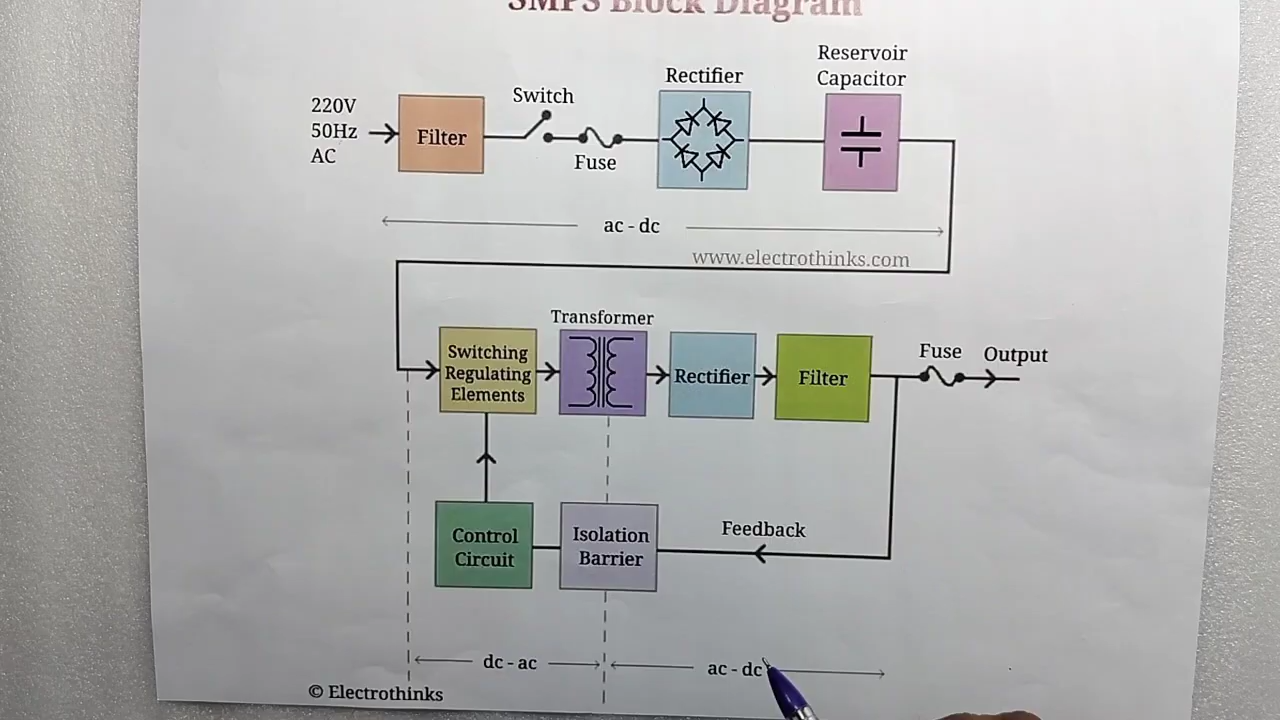 SMPS Block Diagram
Reservoir
Capacitor
Rectifier
Switch
220V
50Hz
AC
Filter
Fuse
ac - dc
www.electrothinks.com
Transformer
Switching
Regulating
Elements
Rectifier
Filter
Fuse
Output
Control
Circuit
Isolation
Barrier
Feedback
dc - ac
ac - dc
© Electrothinks